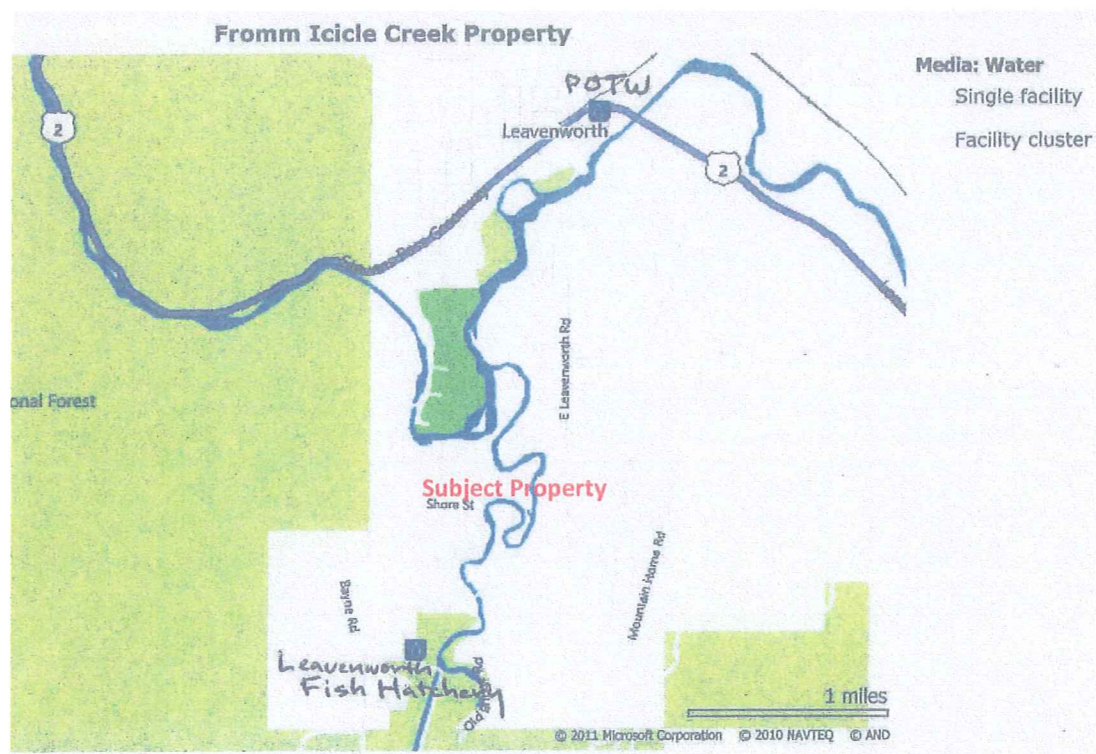 Fromm Icicle Creek Property
Media: Water
Single facility
Facility cluster
POTW
Leavenworth
2
2
E Leavenworth Rd
onal Forest
Subject Property
Shore St
Mountain Home Rd
Bayne Rd
Leavenworth
Fish Hatchery
Rd
1 miles
© 2011 Microsoft Corporation © 2010 NAVTEQ © AND